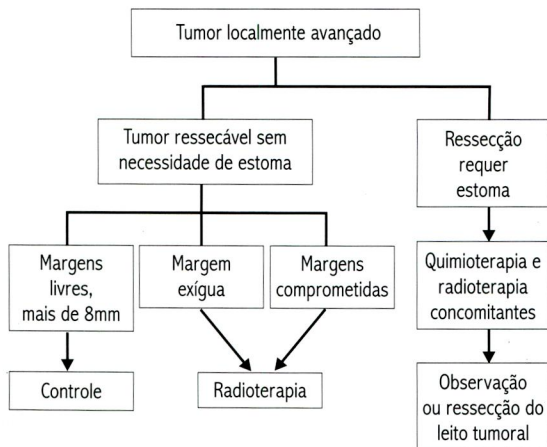 Tumor localmente avançado
Tumor ressecável sem
necessidade de estoma
Ressecção
requer
estoma
Margens
livres,
mais de 8mm
Margem
exígua
Margens
comprometidas
Quimioterapia e
radioterapia
concomitantes
Controle
Radioterapia
Observação
ou ressecção do
leito tumoral